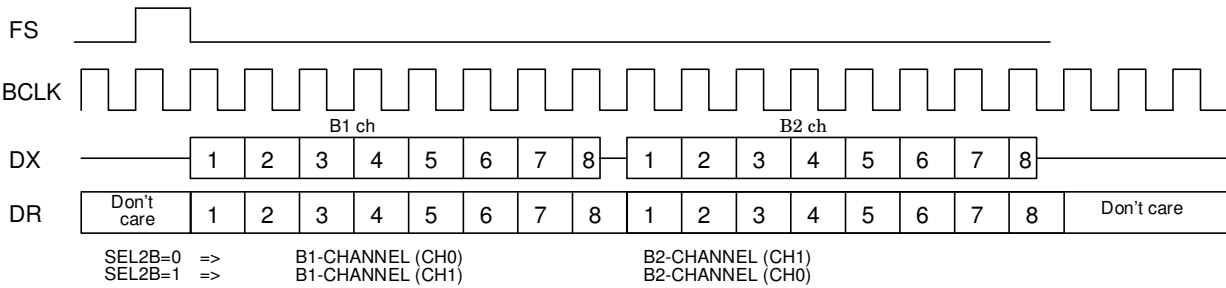 FS
BCLK
B1 ch B2 ch
DX 1 2 3 4 5 6 7 8 1 2 3 4 5 6 7 8
DR Don't care 1 2 3 4 5 6 7 8 1 2 3 4 5 6 7 8 Don't care
SEL2B=0 => B1-CHANNEL (CH0) B2-CHANNEL (CH1)
SEL2B=1 => B1-CHANNEL (CH1) B2-CHANNEL (CH0)